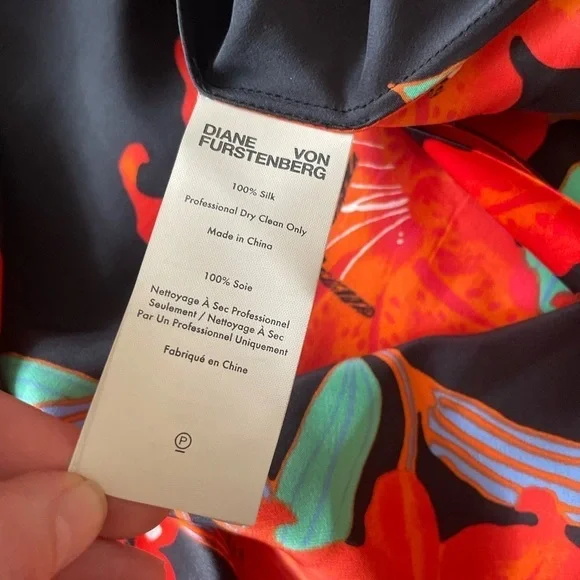 DIANE VON
FURSTENBERG
100% Silk
Professional Dry Clean Only
Made in China
100% Soie
Nettoyage À Sec Professionnel
Seulement / Nettoyage À Sec
Par Un Professionnel Uniquement
Fabriqué en Chine
P